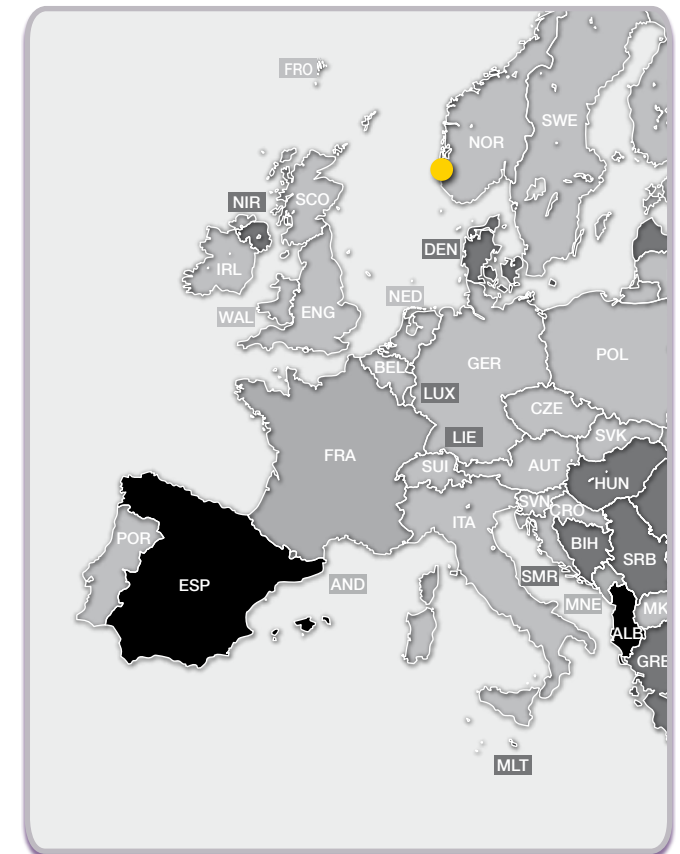 FRO
SWE
NOR
NIR
SCO
DEN
IRL
NED
WAL
ENG
POL
GER
BEL
LUX
CZE
LIE
SVK
FRA
SUI
AUT
HUN
SVN
CRO
ITA
POR
BIH
SRB
SMR
ESP
AND
MNE
MK
ALB
GRE
MLT